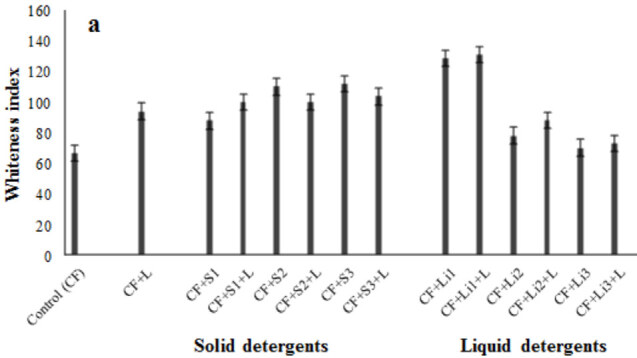 a
Whiteness index
160
140
120
100
80
60
40
20
0
Control (CF)
CF+L
CF+S1
CF+S1+L
CF+S2
CF+S2+L
CF+S3
CF+S3+L
CF+Li1
CF+Li1+L
CF+Li2
CF+Li2+L
CF+Li3
CF+Li3+L
Solid detergents
Liquid detergents